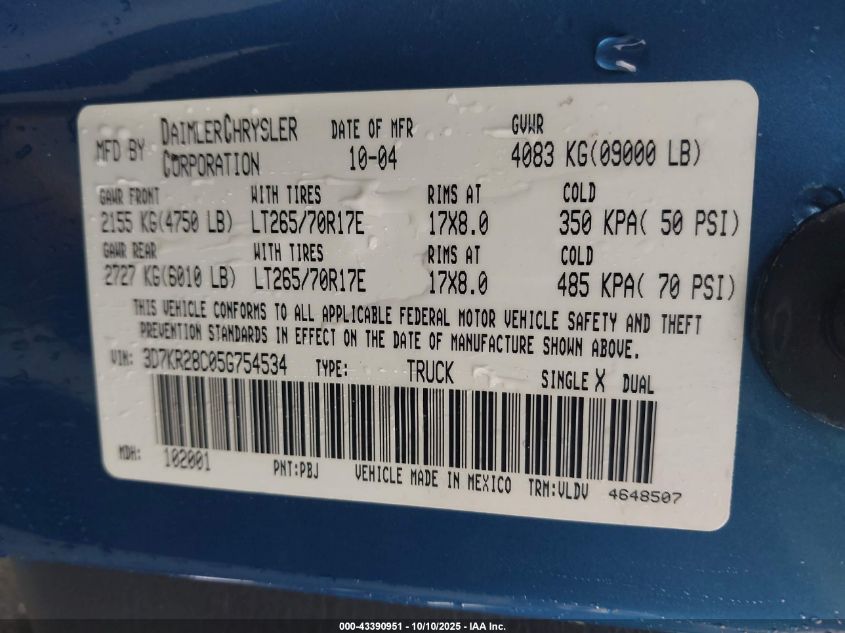 MFD BY DAIMLERCHRYSLER CORPORATION DATE OF MFR 10-04 GVWR 4083 KG(09000 LB)
GAWR FRONT WITH TIRES RIMS AT COLD
2155 KG(4750 LB) LT265/70R17E 17X8.0 350 KPA( 50 PSI)
GAWR REAR WITH TIRES RIMS AT COLD
2727 KG(6010 LB) LT265/70R17E 17X8.0 485 KPA( 70 PSI)
THIS VEHICLE CONFORMS TO ALL APPLICABLE FEDERAL MOTOR VEHICLE SAFETY AND THEFT
PREVENTION STANDARDS IN EFFECT ON THE DATE OF MANUFACTURE SHOWN ABOVE.
VIN: 3D7KR28C05G754534 TYPE: TRUCK SINGLE X DUAL
MDH: 102001 PNT:PBJ VEHICLE MADE IN MEXICO TRM:VLDV 4648507
000-43390951 - 10/10/2025 - IAA Inc.